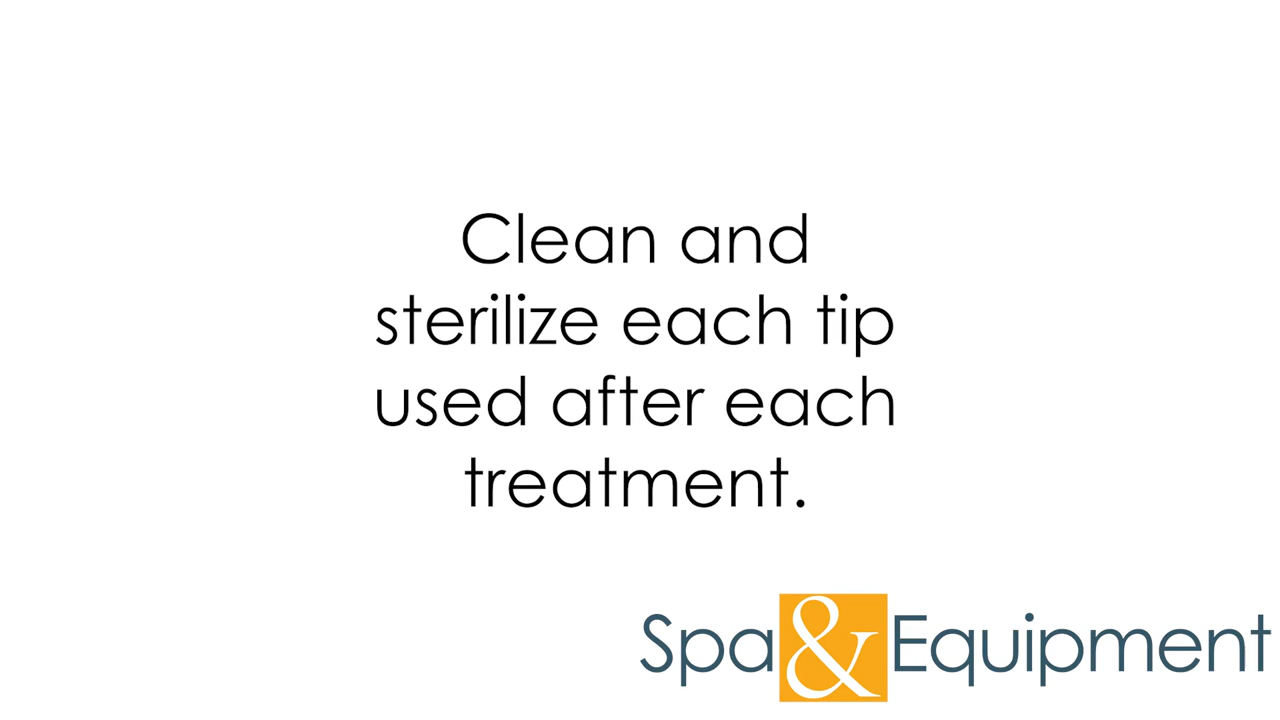 Clean and
sterilize each tip
used after each
treatment.
Spa&Equipment